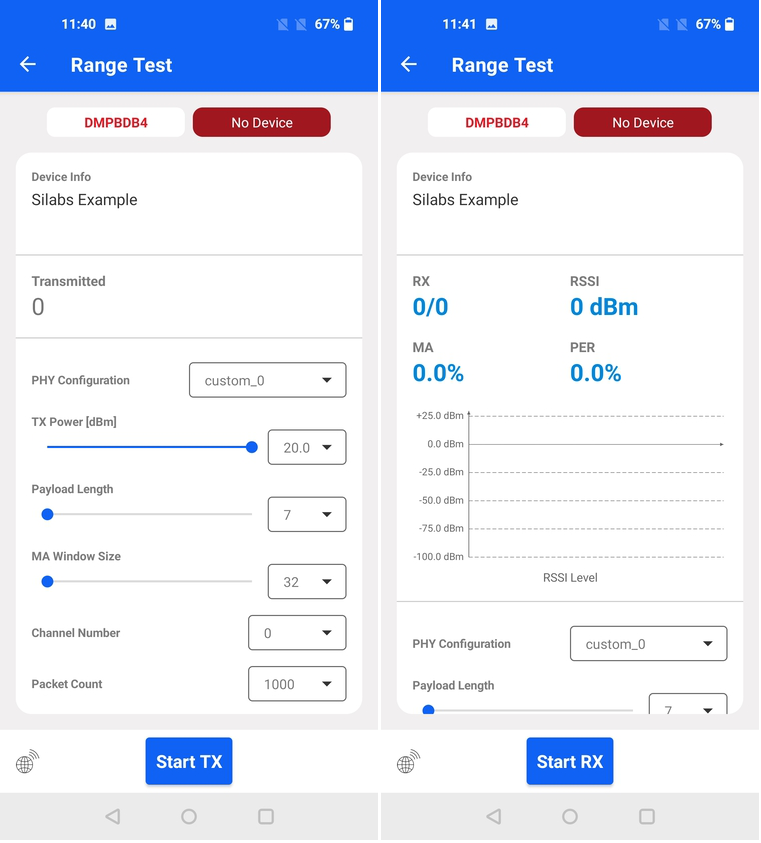 11:40
67%
Range Test
DMPBDB4
No Device
Device Info
Silabs Example
Transmitted
0
PHY Configuration
custom_0
TX Power [dBm]
20.0
Payload Length
7
MA Window Size
32
Channel Number
0
Packet Count
1000
Start TX
11:41
67%
Range Test
DMPBDB4
No Device
Device Info
Silabs Example
RX
RSSI
0/0
0 dBm
MA
PER
0.0%
0.0%
+25.0 dBm
0.0 dBm
-25.0 dBm
-50.0 dBm
-75.0 dBm
-100.0 dBm
RSSI Level
PHY Configuration
custom_0
Payload Length
7
Start RX